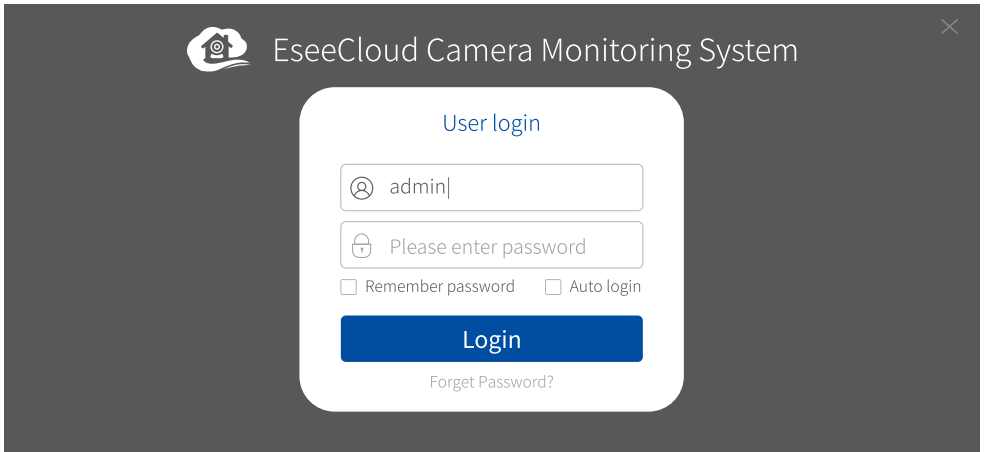 EseeCloud Camera Monitoring System
User login
admin
Please enter password
Remember password Auto login
Login
Forget Password?